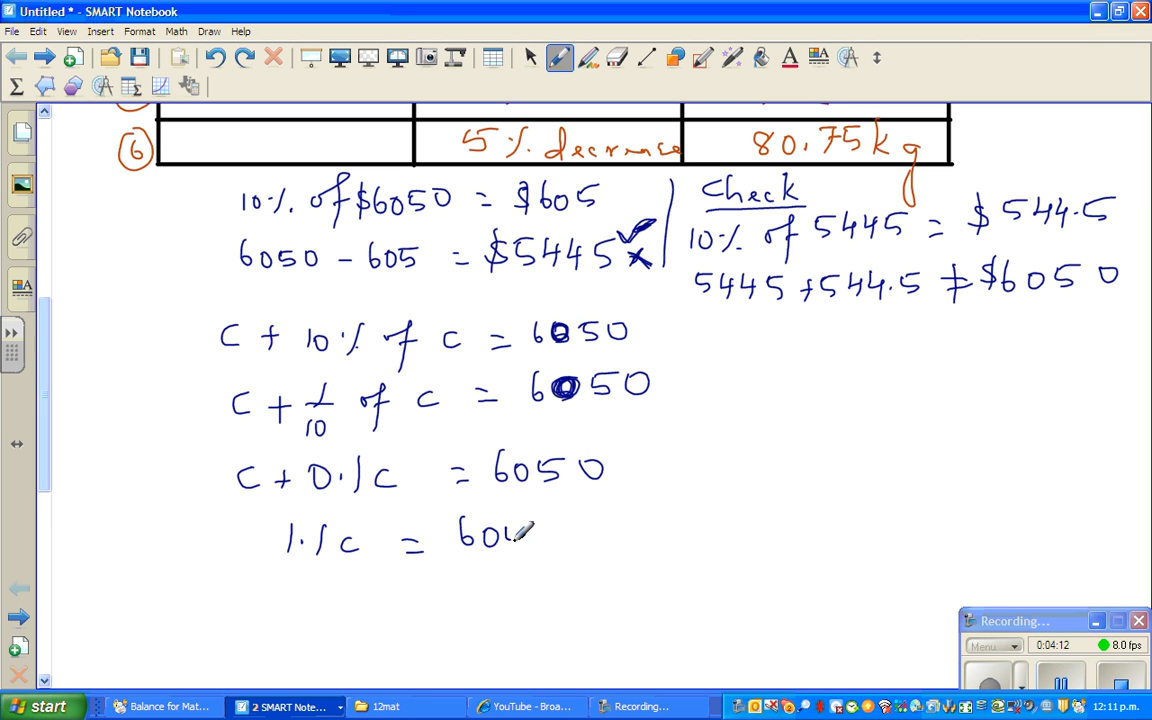 Untitled * - SMART Notebook
File Edit View Insert Format Math Draw Help
6 5% decrease 80.75 kg
10% of $6050 = $605
6050 - 605 = $5445
Check
10% of 5445 = $544.5
5445 + 544.5 ≠ $6050
C + 10% of C = 6050
C + 1/10 of C = 6050
C + 0.1C = 6050
1.1C = 60
Recording...
Menu 0:04:12 8.0 fps
start Balance for Mat... 2 SMART Note... 12mat YouTube - Broa... Recording... 12:11 p.m.